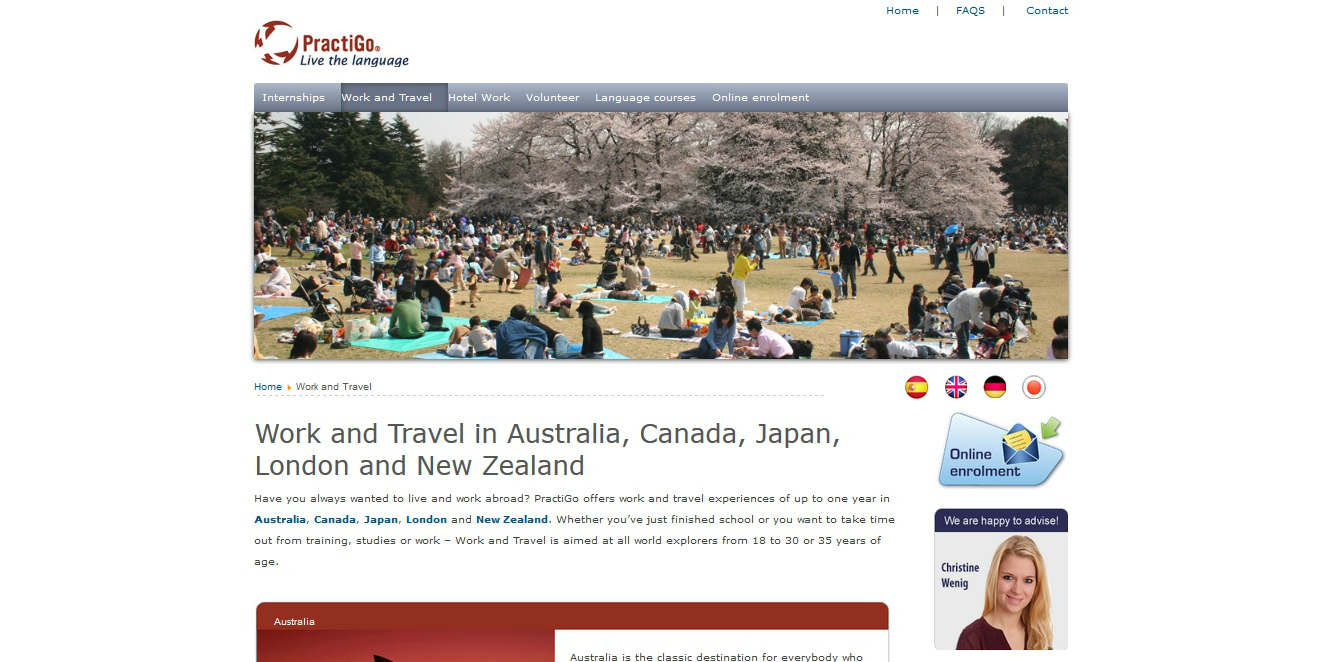 Home | FAQS | Contact
PractiGo®
Live the language
Internships Work and Travel Hotel Work Volunteer Language courses Online enrolment
Home Work and Travel
Online
enrolment
Work and Travel in Australia, Canada, Japan,
London and New Zealand
Have you always wanted to live and work abroad? PractiGo offers work and travel experiences of up to one year in
Australia, Canada, Japan, London and New Zealand. Whether you’ve just finished school or you want to take time
out from training, studies or work – Work and Travel is aimed at all world explorers from 18 to 30 or 35 years of
age.
We are happy to advise!
Christine
Wenig
Australia
Australia is the classic destination for everybody who